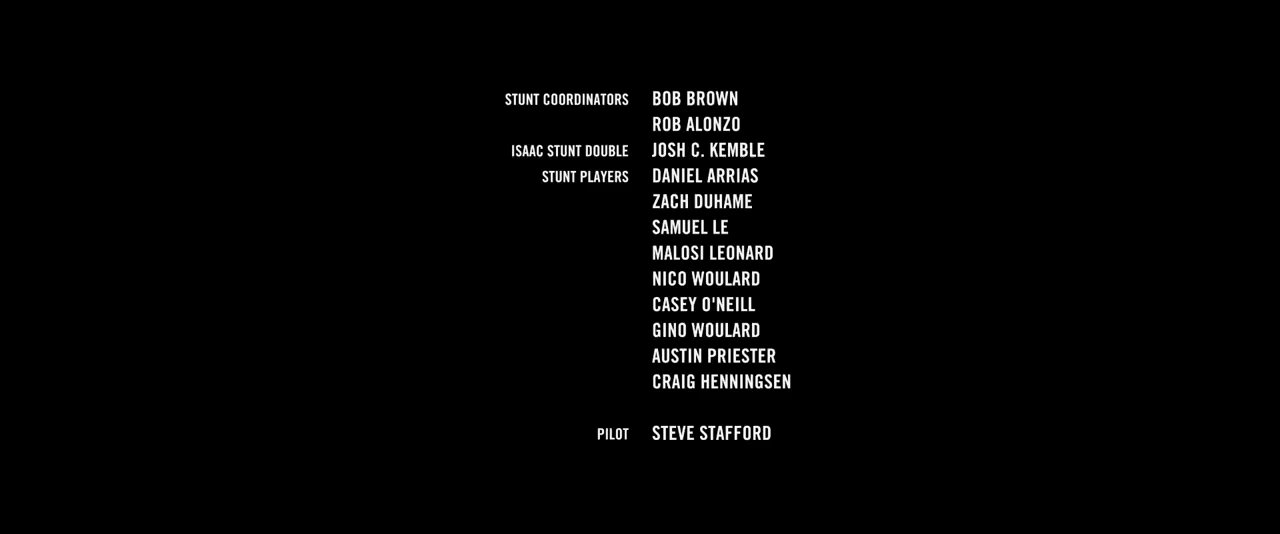 STUNT COORDINATORS BOB BROWN
ROB ALONZO
ISAAC STUNT DOUBLE JOSH C. KEMBLE
STUNT PLAYERS DANIEL ARRIAS
ZACH DUHAME
SAMUEL LE
MALOSI LEONARD
NICO WOULARD
CASEY O'NEILL
GINO WOULARD
AUSTIN PRIESTER
CRAIG HENNINGSEN
PILOT STEVE STAFFORD